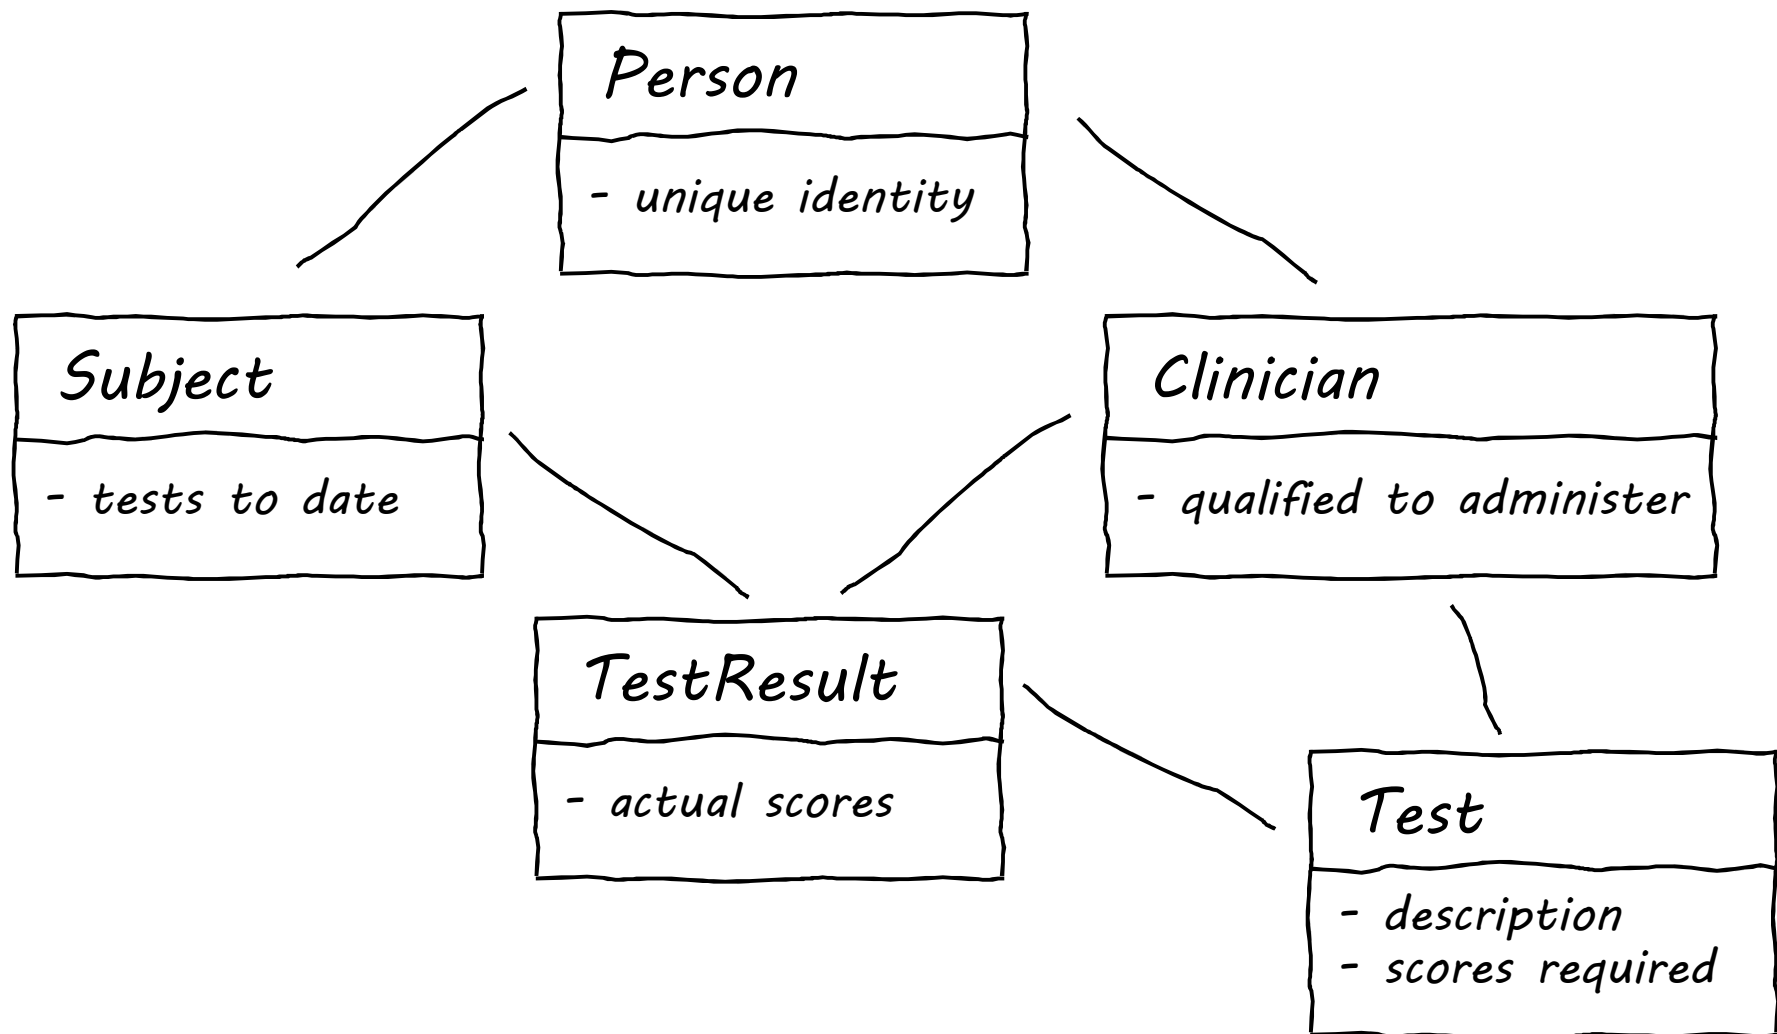 Person
- unique identity
Subject
- tests to date
Clinician
- qualified to administer
TestResult
- actual scores
Test
- description
- scores required